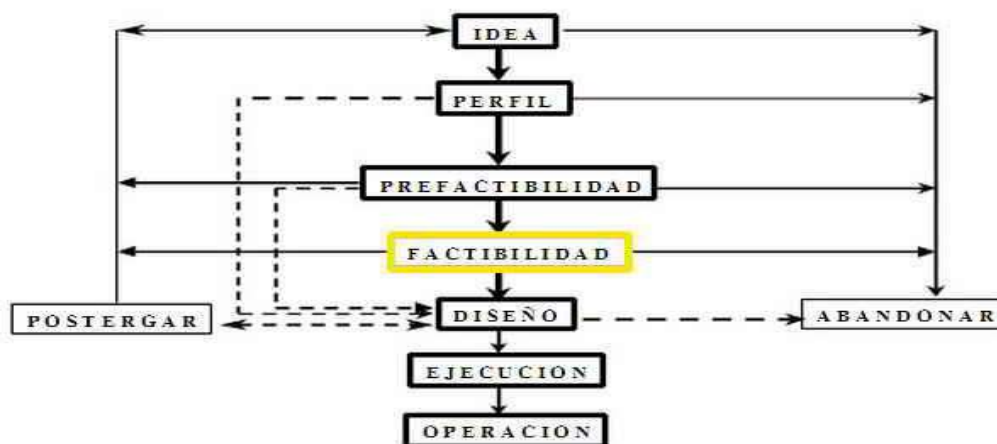 IDEA
PERFIL
PREFACTIBILIDAD
FACTIBILIDAD
POSTERGAR
DISEÑO
ABANDONAR
EJECUCION
OPERACION